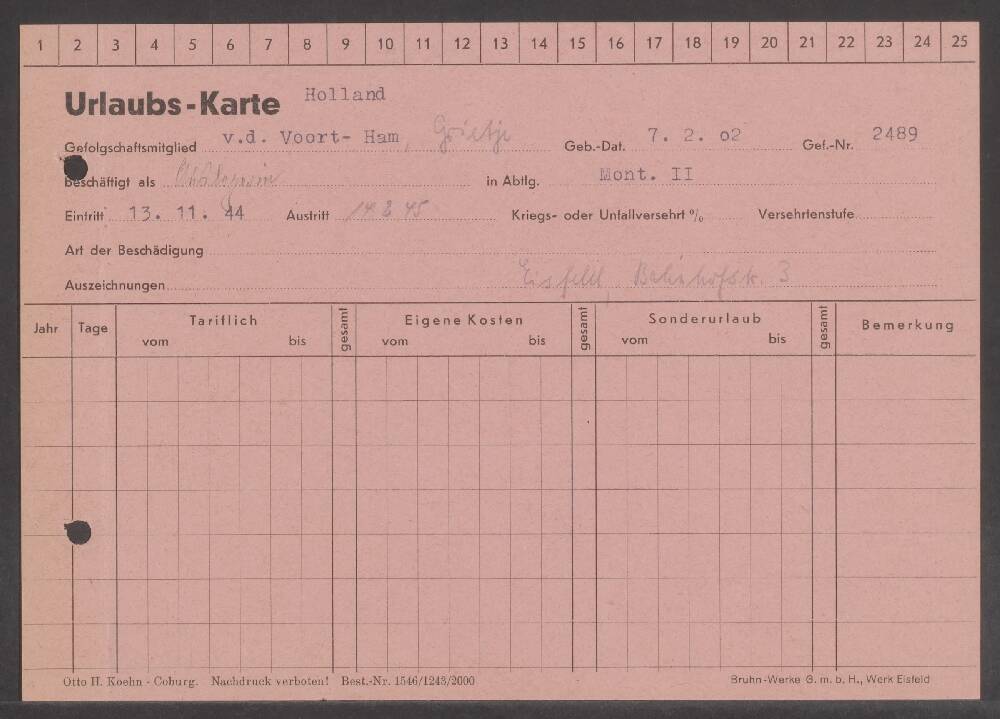 1 2 3 4 5 6 7 8 9 10 11 12 13 14 15 16 17 18 19 20 21 22 23 24 25
Urlaubs-Karte Holland
Gefolgschaftsmitglied v.d. Voort- Ham, Grietje Geb.-Dat. 7. 2. 02 Gef.-Nr. 2489
beschäftigt als in Abtlg. Mont. II
Eintritt 13. 11. 44 Austritt 14 8 45 Kriegs- oder Unfallversehrt % Versehrtenstufe
Art der Beschädigung
Auszeichnungen Eisfeld, Bahnhofstr. 3
Jahr Tage Tariflich vom bis gesamt Eigene Kosten vom bis gesamt Sonderurlaub vom bis gesamt Bemerkung
Otto H. Koehn - Coburg. Nachdruck verboten! Best.-Nr. 1546/1243/2000 Bruhn-Werke G. m. b. H., Werk Eisfeld